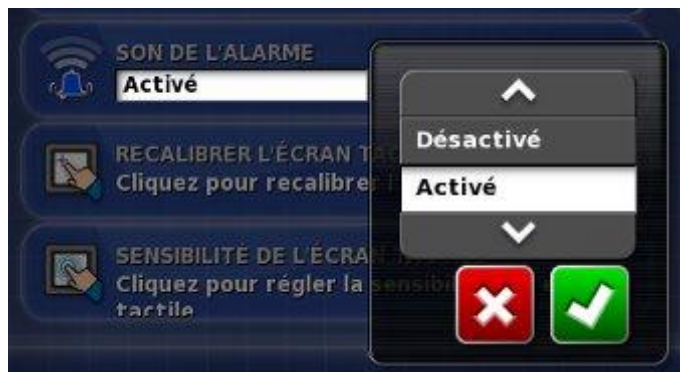 SON DE L'ALARME
Activé
RECALIBRER L'ÉCRAN
Cliquez pour recalibrer
SENSIBILITÉ DE L'ÉCRAN
Cliquez pour régler la
tactile
Désactivé
Activé